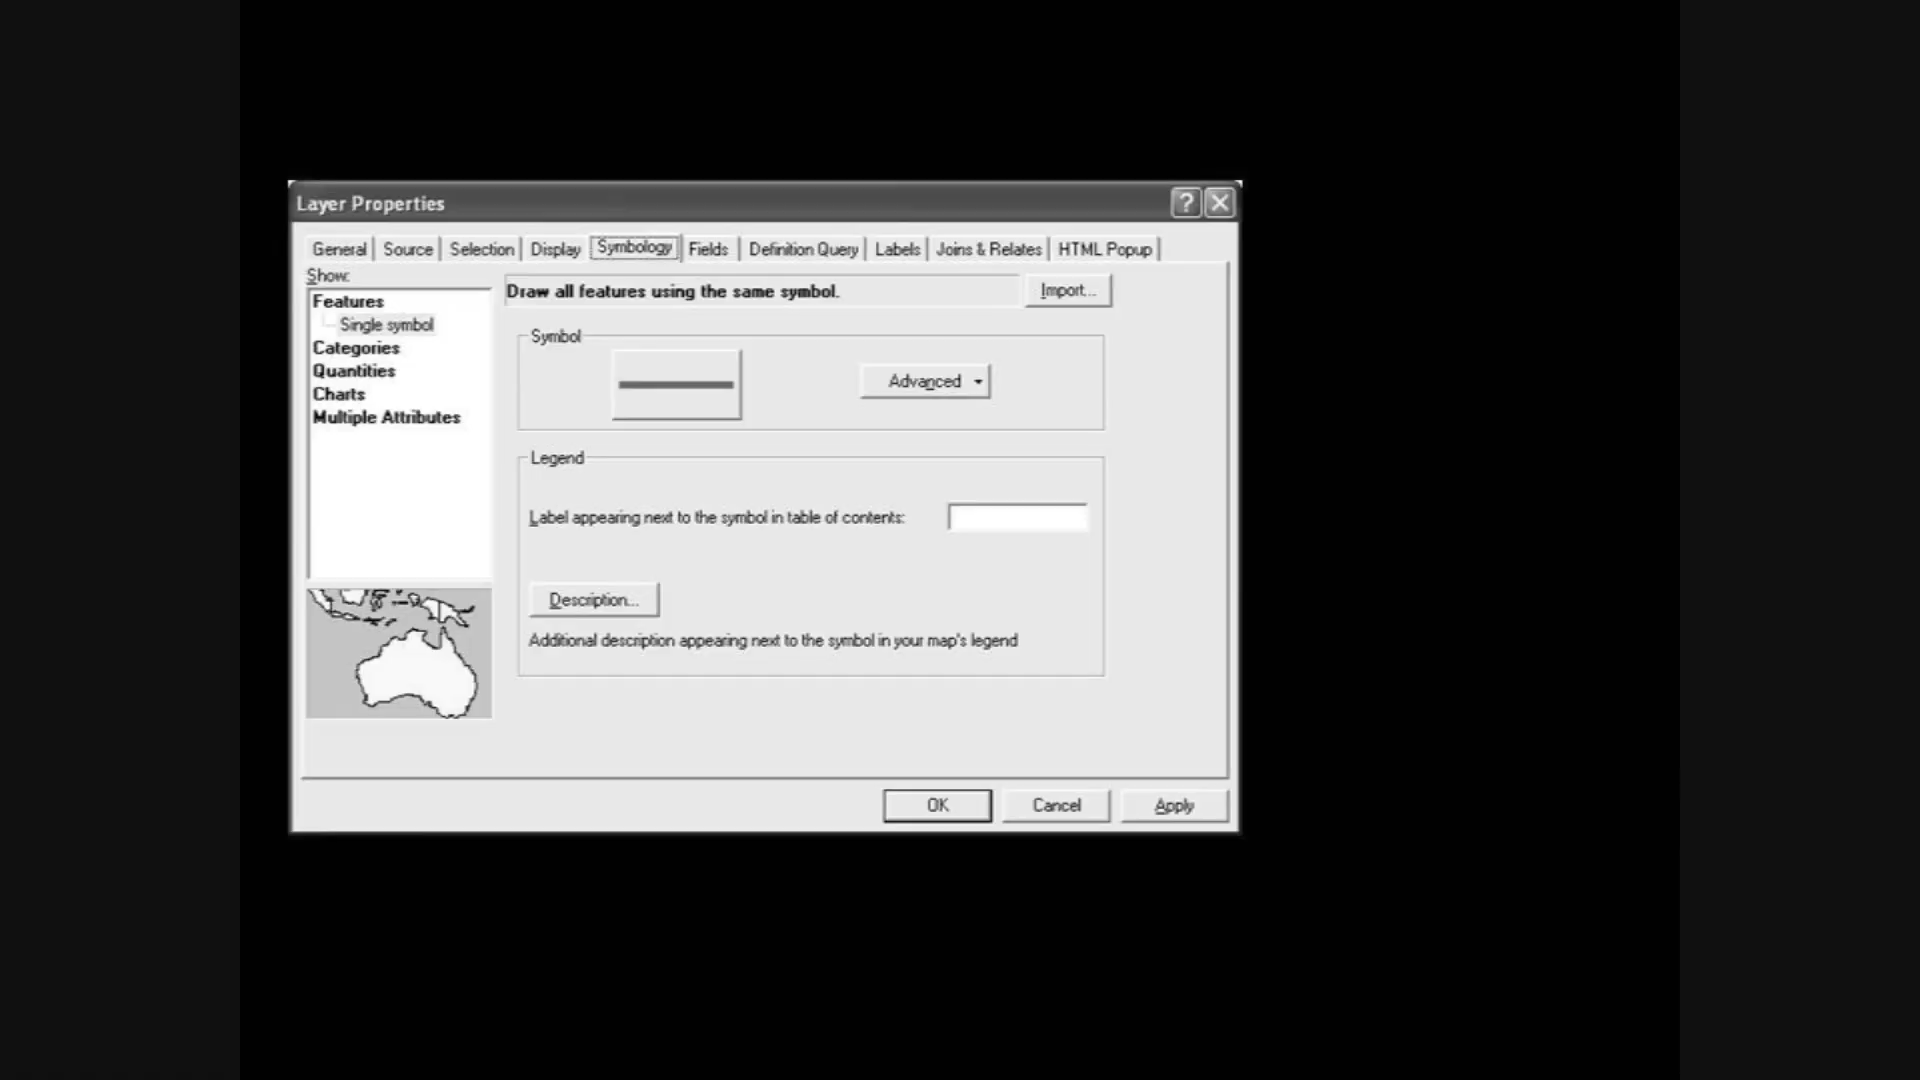 Layer Properties
? X
General Source Selection Display Symbology Fields Definition Query Labels Joins & Relates HTML Popup
Show:
Features
Single symbol
Categories
Quantities
Charts
Multiple Attributes
Draw all features using the same symbol.
Import...
Symbol
Advanced
Legend
Label appearing next to the symbol in table of contents:
Description...
Additional description appearing next to the symbol in your map's legend
OK Cancel Apply